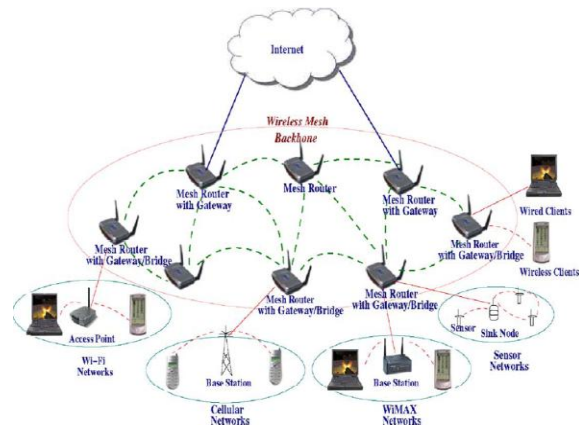 Internet
Wireless Mesh
Backbone
Mesh Router
with Gateway
Mesh Router
Mesh Router
with Gateway
Wired Clients
Mesh Router
with Gateway/Bridge
Mesh Router
with Gateway/Bridge
Wireless Clients
Mesh Router
with Gateway/Bridge
Mesh Router
with Gateway/Bridge
Access Point
Wi-Fi
Networks
Base Station
Cellular
Networks
Base Station
WiMAX
Networks
Sensor
Sink Node
Sensor
Networks